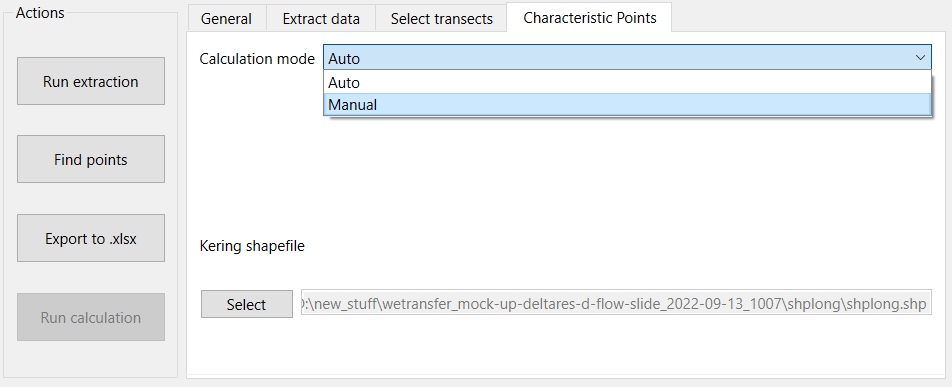 Actions
General
Extract data
Select transects
Characteristic Points
Run extraction
Find points
Export to .xlsx
Run calculation
Calculation mode
Auto
Auto
Manual
Kering shapefile
Select
:\new_stuff\wetransfer_mock-up-deltares-d-flow-slide_2022-09-13_1007\shplong\shplong.shp